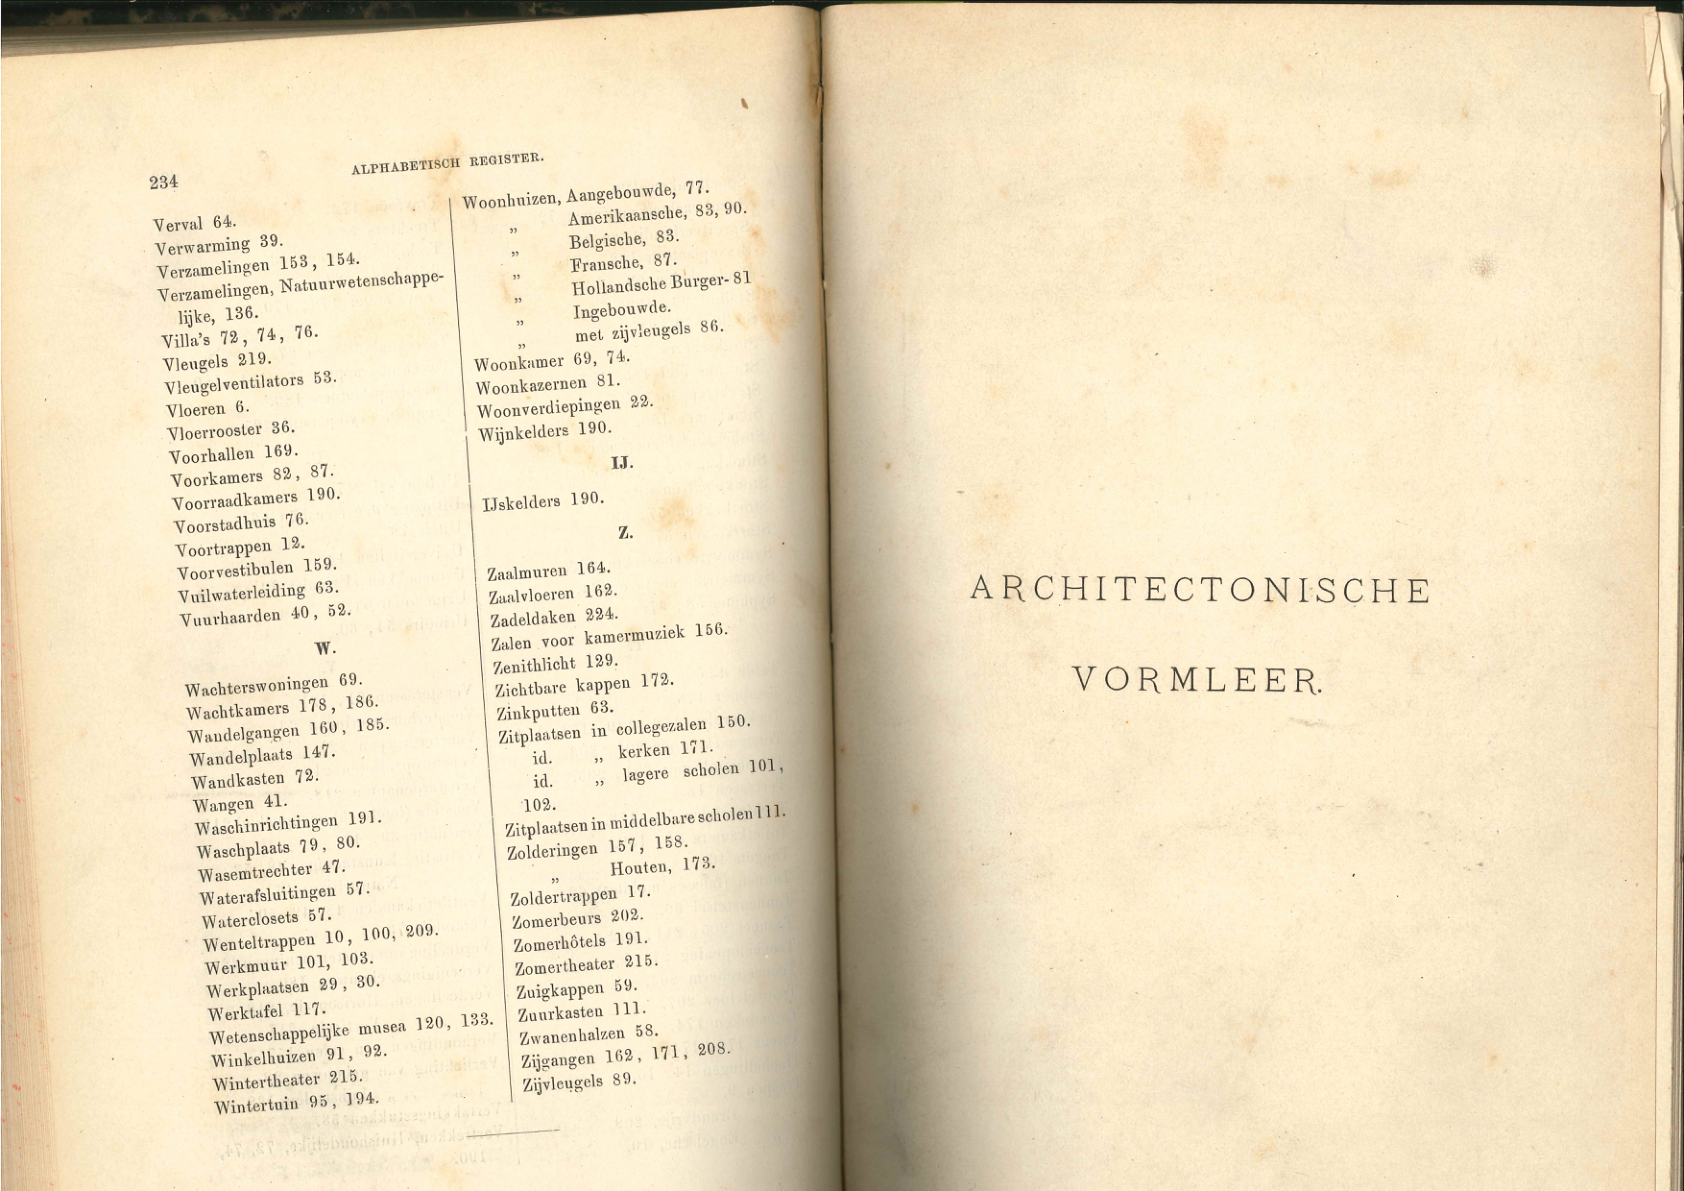 234
ALPHABETISCH REGISTER.
Verval 64.
Verwarming 39.
Verzamelingen 153, 154.
Verzamelingen, Natuurwetenschappe-
lijke, 136.
Villa's 72, 74, 76.
Vleugels 219.
Vleugelventilators 53.
Vloeren 6.
Vloerrooster 36.
Voorhallen 169.
Voorkamers 82, 87.
Voorraadkamers 190.
Voorstadhuis 76.
Voortrappen 12.
Voorvestibulen 159.
Vuilwaterleiding 63.
Vuurhaarden 40, 52.
W.
Wachterswoningen 69.
Wachtkamers 178, 186.
Wandelgangen 160, 185.
Wandelplaats 147.
Wandkasten 72.
Wangen 41.
Waschinrichtingen 191.
Waschplaats 79, 80.
Wasemtrechter 47.
Waterafsluitingen 57.
Waterclosets 57.
Wenteltrappen 10, 100, 209.
Werkmuur 101, 103.
Werkplaatsen 29, 30.
Werktafel 117.
Wetenschappelijke musea 120, 133.
Winkelhuizen 91, 92.
Wintertheater 215.
Wintertuin 95, 194.
Woonhuizen, Aangebouwde, 77.
„ Amerikaansche, 83, 90.
„ Belgische, 83.
„ Fransche, 87.
„ Hollandsche Burger- 81
„ Ingebouwde.
„ met zijvleugels 86.
Woonkamer 69, 74.
Woonkazernen 81.
Woonverdiepingen 22.
Wijnkelders 190.
IJ.
IJskelders 190.
Z.
Zaalmuren 164.
Zaalvloeren 162.
Zadeldaken 224.
Zalen voor kamermuziek 156.
Zenithlicht 129.
Zichtbare kappen 172.
Zinkputten 63.
Zitplaatsen in collegezalen 150.
id. „ kerken 171.
id. „ lagere scholen 101,
102.
Zitplaatsen in middelbare scholen 111.
Zolderingen 157, 158.
„ Houten, 173.
Zoldertrappen 17.
Zomerbeurs 202.
Zomerhôtels 191.
Zomertheater 215.
Zuigkappen 59.
Zuurkasten 111.
Zwanenhalzen 58.
Zijgangen 162, 171, 208.
Zijvleugels 89.
ARCHITECTONISCHE
VORMLEER.